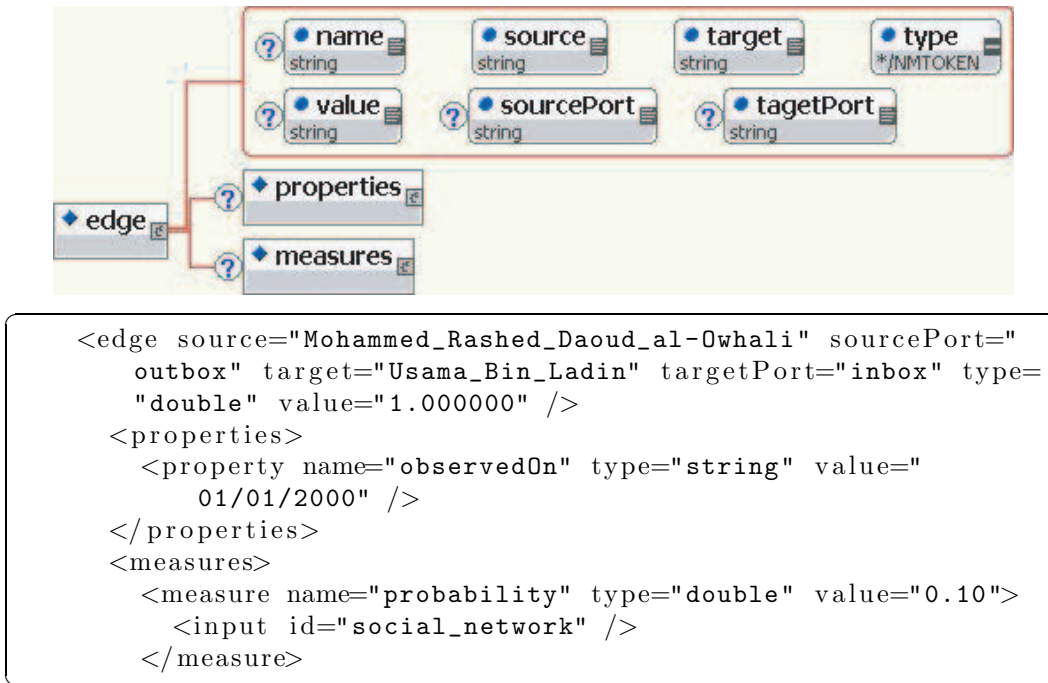 ? name source target type
string string string */NMTOKEN
? value ? sourcePort ? tagetPort
string string string
? properties
edge
? measures
<edge source="Mohammed_Rashed_Daoud_al-Owhali" sourcePort="
outbox" target="Usama_Bin_Ladin" targetPort="inbox" type=
"double" value="1.000000" />
<properties>
<property name="observedOn" type="string" value="
01/01/2000" />
</properties>
<measures>
<measure name="probability" type="double" value="0.10">
<input id="social_network" />
</measure>